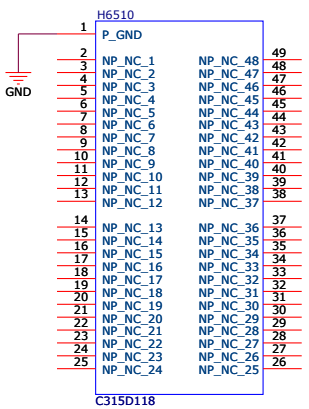 H6510
1 P_GND
GND
2 NP_NC_1 NP_NC_48 49
3 NP_NC_2 NP_NC_47 48
4 NP_NC_3 NP_NC_46 47
5 NP_NC_4 NP_NC_45 46
6 NP_NC_5 NP_NC_44 45
7 NP_NC_6 NP_NC_43 44
8 NP_NC_7 NP_NC_42 43
9 NP_NC_8 NP_NC_41 42
10 NP_NC_9 NP_NC_40 41
11 NP_NC_10 NP_NC_39 40
12 NP_NC_11 NP_NC_38 39
13 NP_NC_12 NP_NC_37 38
14 NP_NC_13 NP_NC_36 37
15 NP_NC_14 NP_NC_35 36
16 NP_NC_15 NP_NC_34 35
17 NP_NC_16 NP_NC_33 34
18 NP_NC_17 NP_NC_32 33
19 NP_NC_18 NP_NC_31 32
20 NP_NC_19 NP_NC_30 31
21 NP_NC_20 NP_NC_29 30
22 NP_NC_21 NP_NC_28 29
23 NP_NC_22 NP_NC_27 28
24 NP_NC_23 NP_NC_26 27
25 NP_NC_24 NP_NC_25 26
C315D118